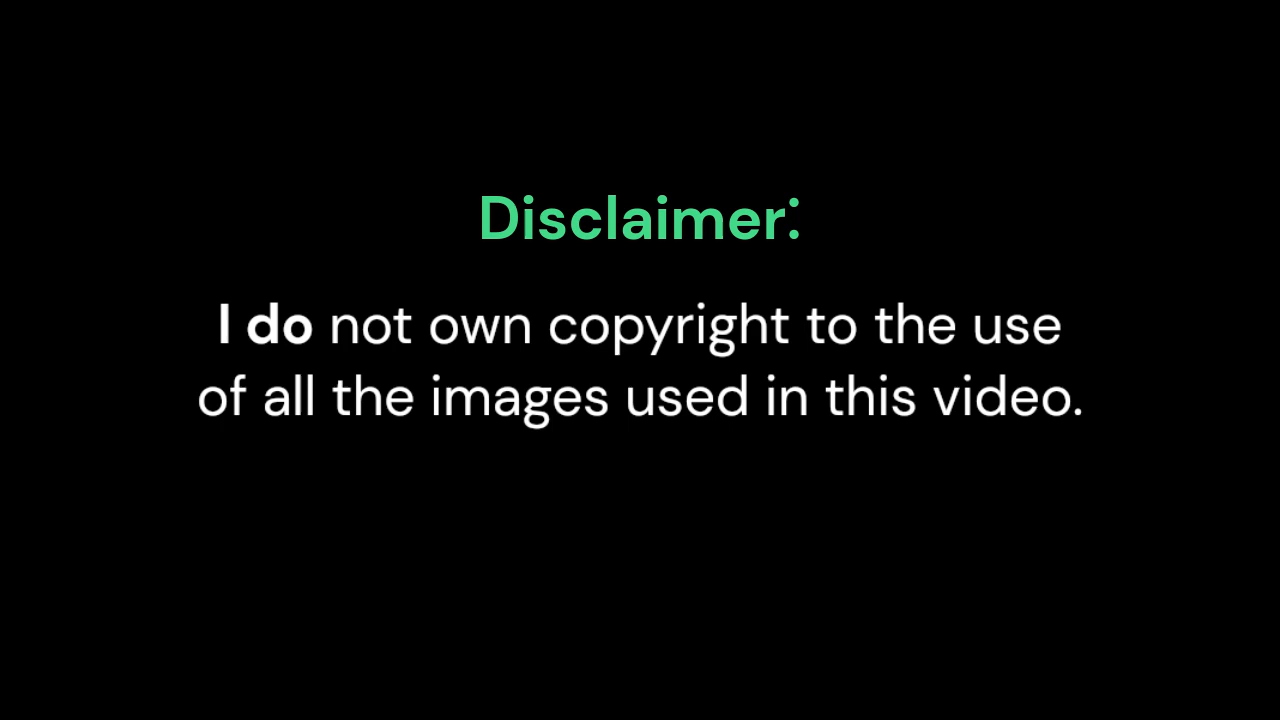 Disclaimer:
I do not own copyright to the use
of all the images used in this video.